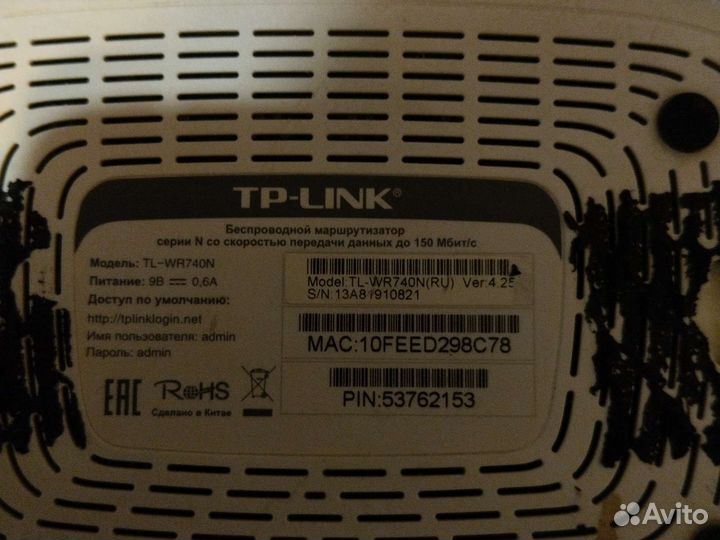 TP-LINK®
Беспроводной маршрутизатор
серии N со скоростью передачи данных до 150 Мбит/с
Модель: TL-WR740N
Питание: 9В 0,6А
Доступ по умолчанию:
http://tplinklogin.net
Имя пользователя: admin
Пароль: admin
EAC RoHS
Сделано в Китае
Model:TL-WR740N(RU) Ver:4.25
S/N:13A8 910821
MAC:10FEED298C78
PIN:53762153
Avito